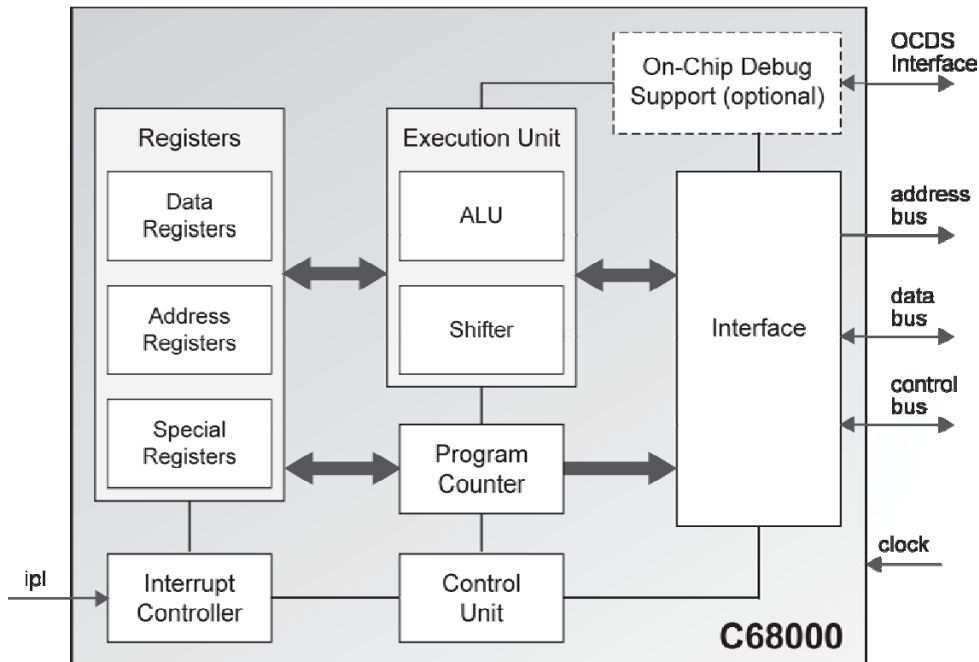 OCDS
Interface
On-Chip Debug
Support (optional)
Registers
Execution Unit
Data
Registers
ALU
address
bus
Address
Registers
Shifter
Interface
data
bus
control
bus
Special
Registers
Program
Counter
clock
ipl
Interrupt
Controller
Control
Unit
C68000